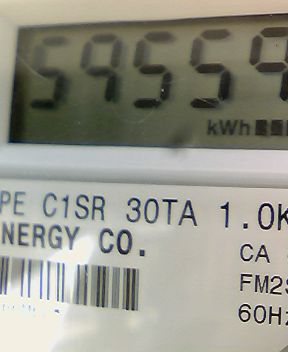 59559
kWh
PE C1SR 30TA 1.0K
NERGY CO.
CA
FM2S
60Hz